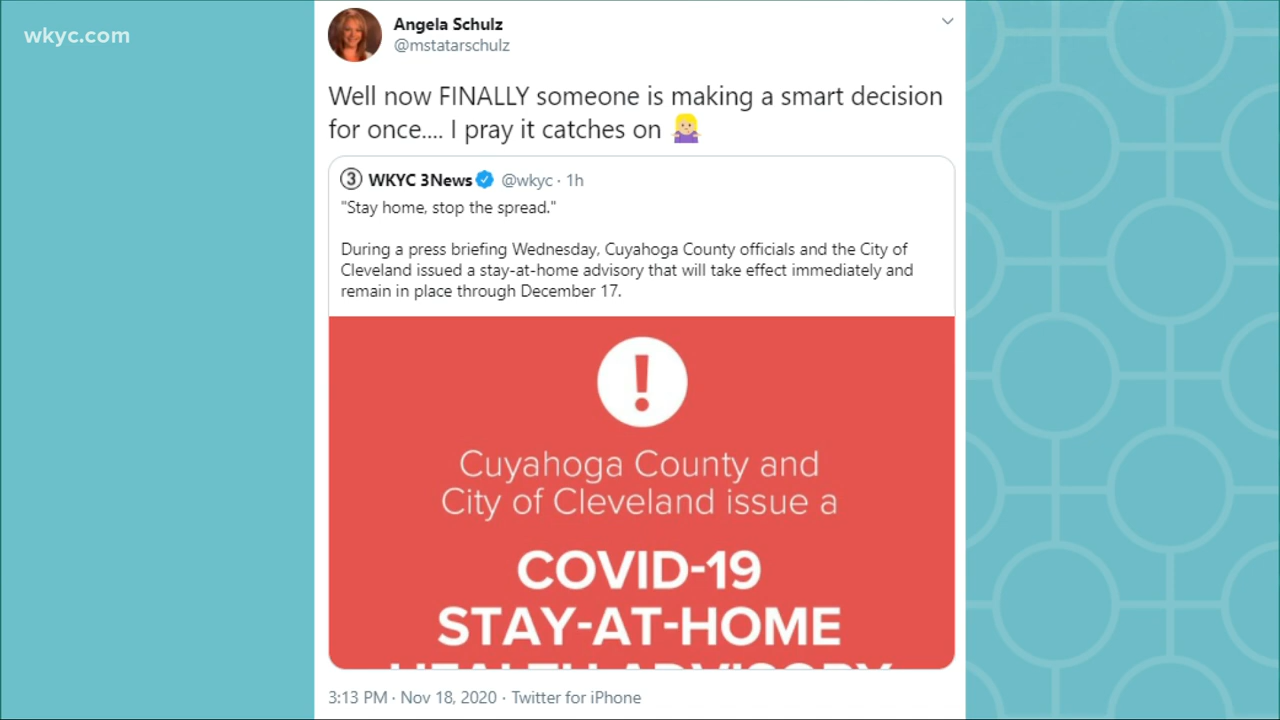 wkyc.com
Angela Schulz
@mstatarschulz
Well now FINALLY someone is making a smart decision
for once.... I pray it catches on 🤷🏼‍♀️
3 WKYC 3News @wkyc · 1h
"Stay home, stop the spread."
During a press briefing Wednesday, Cuyahoga County officials and the City of
Cleveland issued a stay-at-home advisory that will take effect immediately and
remain in place through December 17.
!
Cuyahoga County and
City of Cleveland issue a
COVID-19
STAY-AT-HOME
HEALTH ADVISORY
3:13 PM · Nov 18, 2020 · Twitter for iPhone